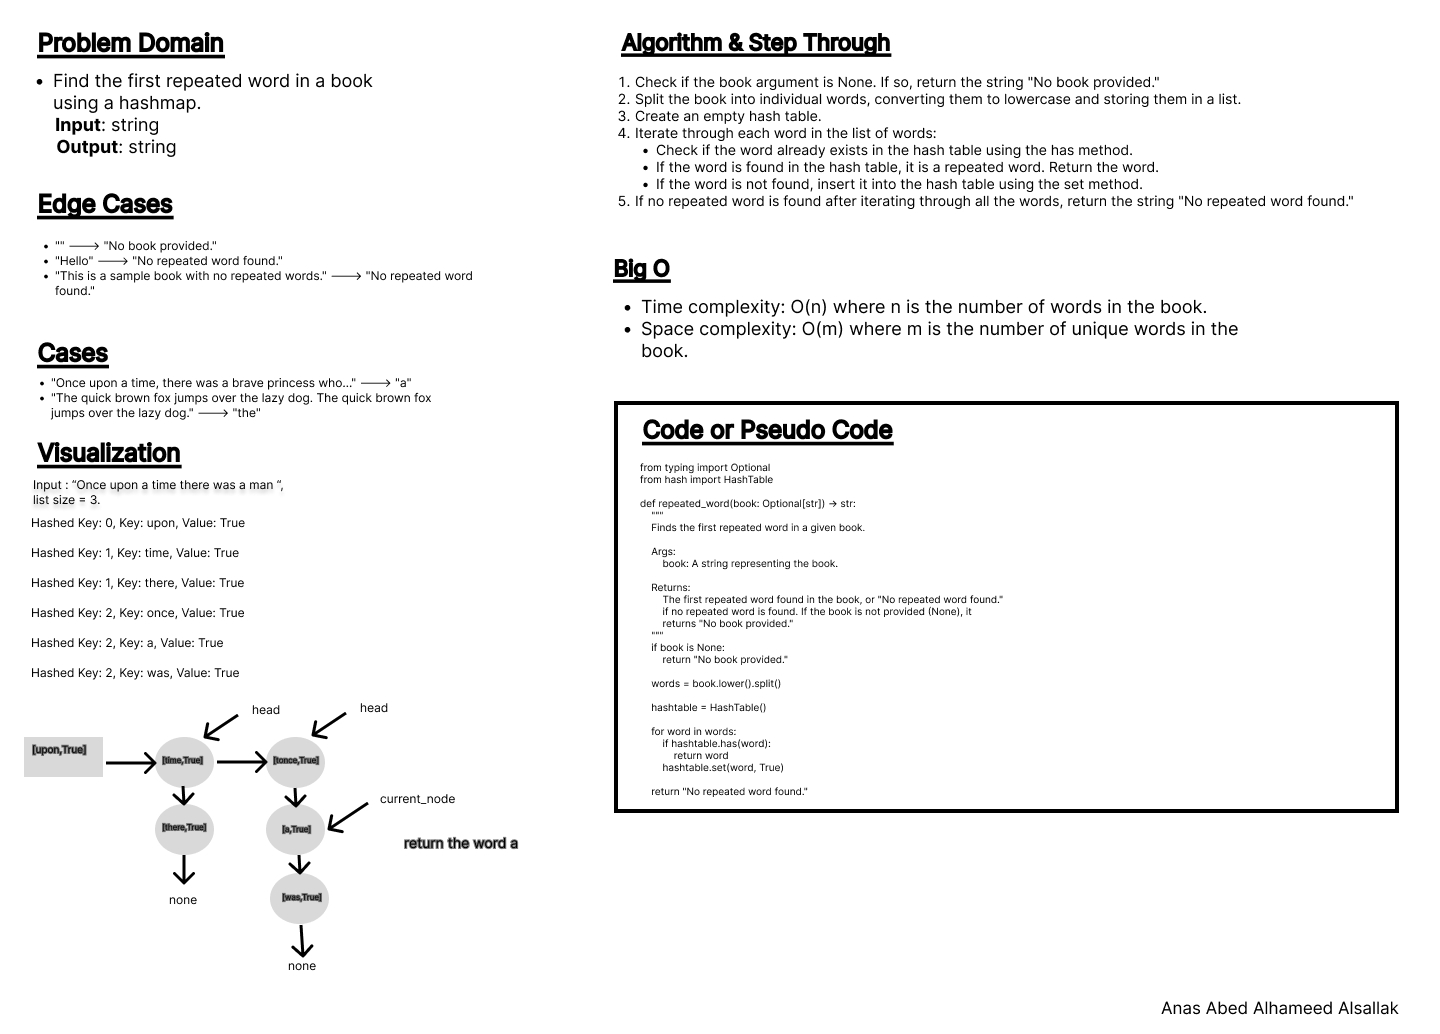 Problem Domain
• Find the first repeated word in a book
using a hashmap.
Input: string
Output: string
Edge Cases
• "" ⟶ "No book provided."
• "Hello" ⟶ "No repeated word found."
• "This is a sample book with no repeated words." ⟶ "No repeated word
found."
Cases
• "Once upon a time, there was a brave princess who..." ⟶ "a"
• "The quick brown fox jumps over the lazy dog. The quick brown fox
jumps over the lazy dog." ⟶ "the"
Visualization
Input : “Once upon a time there was a man “,
list size = 3.
Hashed Key: 0, Key: upon, Value: True
Hashed Key: 1, Key: time, Value: True
Hashed Key: 1, Key: there, Value: True
Hashed Key: 2, Key: once, Value: True
Hashed Key: 2, Key: a, Value: True
Hashed Key: 2, Key: was, Value: True
head
head
[upon,True]
[time,True]
[tonce,True]
current_node
[there,True]
[a,True]
return the word a
none
[was,True]
none
Algorithm & Step Through
1. Check if the book argument is None. If so, return the string "No book provided."
2. Split the book into individual words, converting them to lowercase and storing them in a list.
3. Create an empty hash table.
4. Iterate through each word in the list of words:
• Check if the word already exists in the hash table using the has method.
• If the word is found in the hash table, it is a repeated word. Return the word.
• If the word is not found, insert it into the hash table using the set method.
5. If no repeated word is found after iterating through all the words, return the string "No repeated word found."
Big O
• Time complexity: O(n) where n is the number of words in the book.
• Space complexity: O(m) where m is the number of unique words in the
book.
Code or Pseudo Code
from typing import Optional
from hash import HashTable
def repeated_word(book: Optional[str]) → str:
"""
Finds the first repeated word in a given book.
Args:
book: A string representing the book.
Returns:
The first repeated word found in the book, or "No repeated word found."
if no repeated word is found. If the book is not provided (None), it
returns "No book provided."
"""
if book is None:
return "No book provided."
words = book.lower().split()
hashtable = HashTable()
for word in words:
if hashtable.has(word):
return word
hashtable.set(word, True)
return "No repeated word found."
Anas Abed Alhameed Alsallak